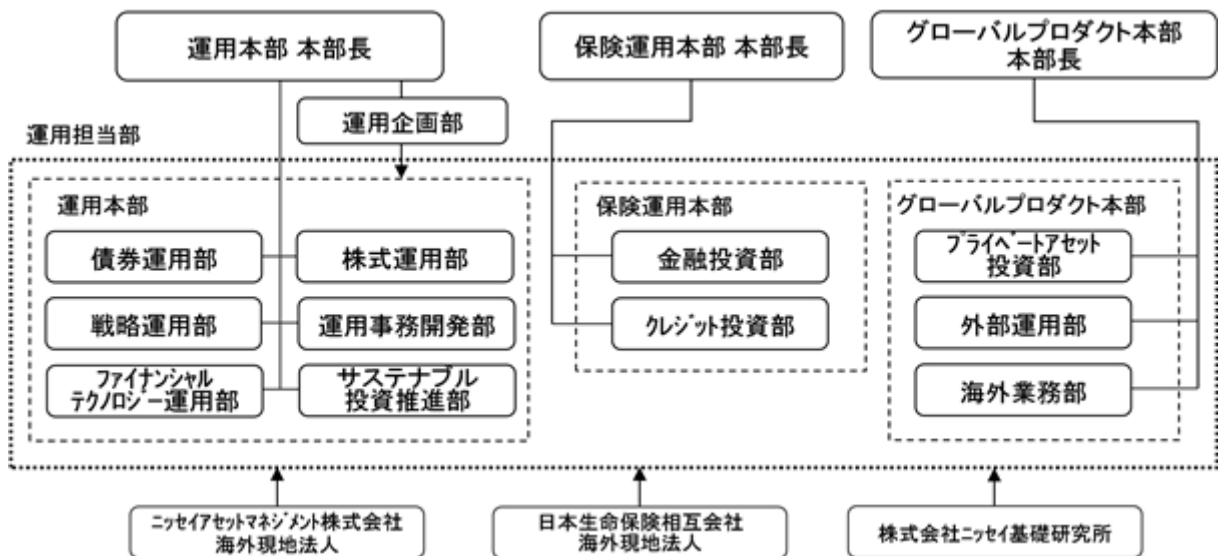 運用本部 本部長
保険運用本部 本部長
グローバルプロダクト本部
本部長
運用企画部
運用担当部
運用本部
債券運用部
株式運用部
戦略運用部
運用事務開発部
ファイナンシャル
テクノロジー運用部
サステナブル
投資推進部
保険運用本部
金融投資部
クレジット投資部
グローバルプロダクト本部
プライベートアセット
投資部
外部運用部
海外業務部
ニッセイアセットマネジメント株式会社
海外現地法人
日本生命保険相互会社
海外現地法人
株式会社ニッセイ基礎研究所